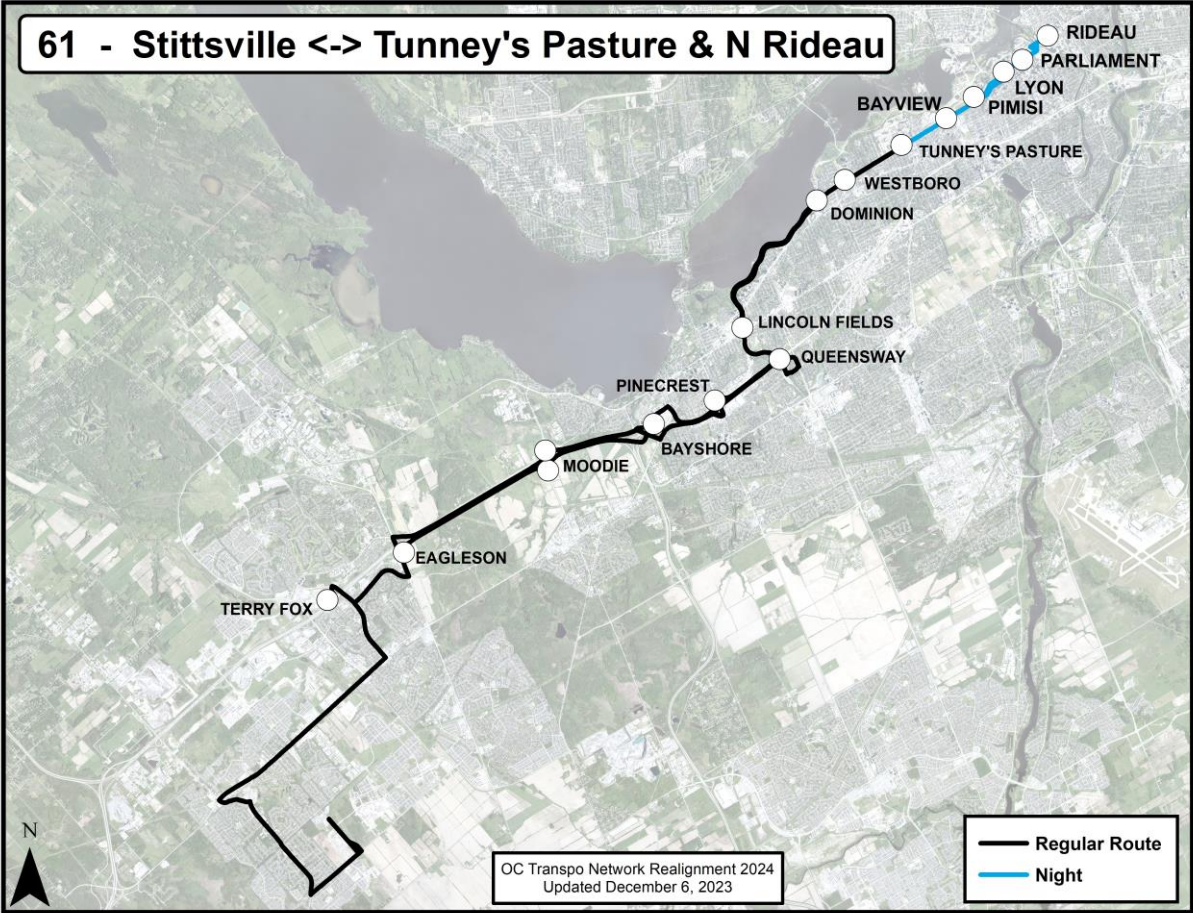 61 - Stittsville <-> Tunney's Pasture & N Rideau
RIDEAU
PARLIAMENT
LYON
BAYVIEW
PIMISI
TUNNEY'S PASTURE
WESTBORO
DOMINION
LINCOLN FIELDS
QUEENSWAY
PINECREST
BAYSHORE
MOODIE
EAGLESON
TERRY FOX
N
OC Transpo Network Realignment 2024
Updated December 6, 2023
Regular Route
Night